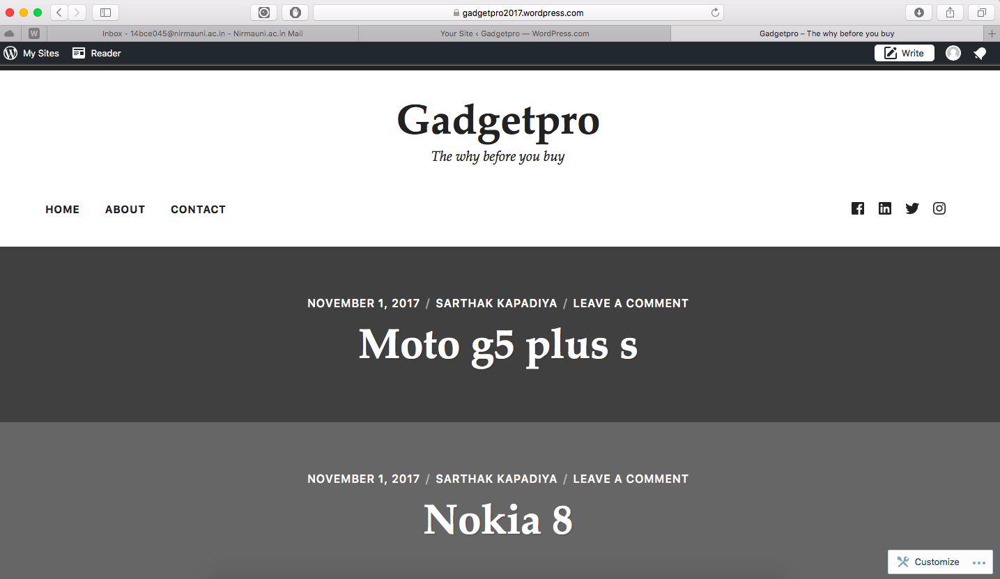 gadgetpro2017.wordpress.com
W
Inbox - 14bce045@nirmauni.ac.in - Nirmauni.ac.in Mail
Your Site ‹ Gadgetpro — WordPress.com
Gadgetpro – The why before you buy
My Sites
Reader
Write
Gadgetpro
The why before you buy
HOME
ABOUT
CONTACT
NOVEMBER 1, 2017 / SARTHAK KAPADIYA / LEAVE A COMMENT
Moto g5 plus s
NOVEMBER 1, 2017 / SARTHAK KAPADIYA / LEAVE A COMMENT
Nokia 8
Customize